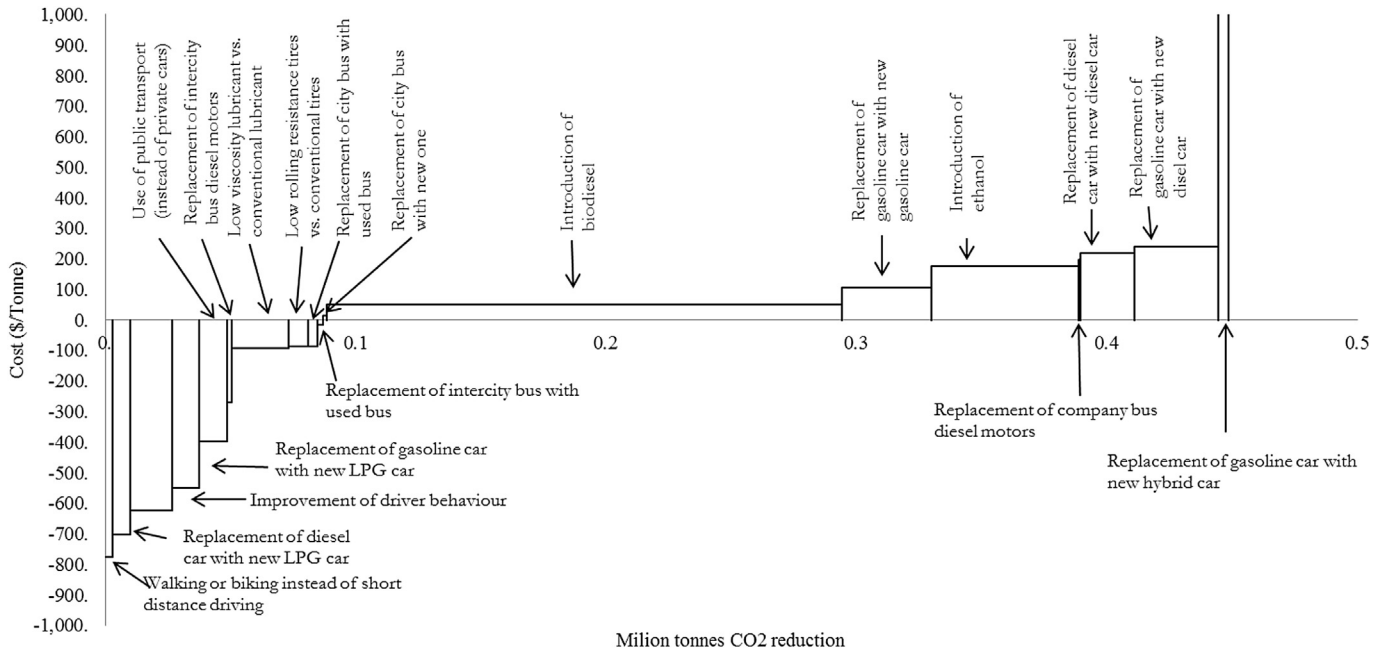 1,000.
900.
800.
700.
600.
500.
400.
300.
200.
100.
0.
-100.
-200.
-300.
-400.
-500.
-600.
-700.
-800.
-900.
-1,000.
Cost ($/Tonne)
Use of public transport
(instead of private cars)
Replacement of intercity
bus diesel motors
Low viscosity lubricant vs.
conventional lubricant
Low rolling resistance tires
vs. conventional tires
Replacement of city bus with
used bus
Replacement of city bus
with new one
Introduction of
biodiesel
Replacement of
gasoline car with new
gasoline car
Introduction of
ethanol
Replacement of diesel
car with new diesel car
Replacement of
gasoline car with new
disel car
0.
0.1
0.2
0.3
0.4
0.5
Replacement of intercity bus with
used bus
Replacement of company bus
diesel motors
Replacement of gasoline car
with new LPG car
Replacement of gasoline car with
new hybrid car
Improvement of driver behaviour
Replacement of diesel
car with new LPG car
Walking or biking instead of short
distance driving
Milion tonnes CO2 reduction